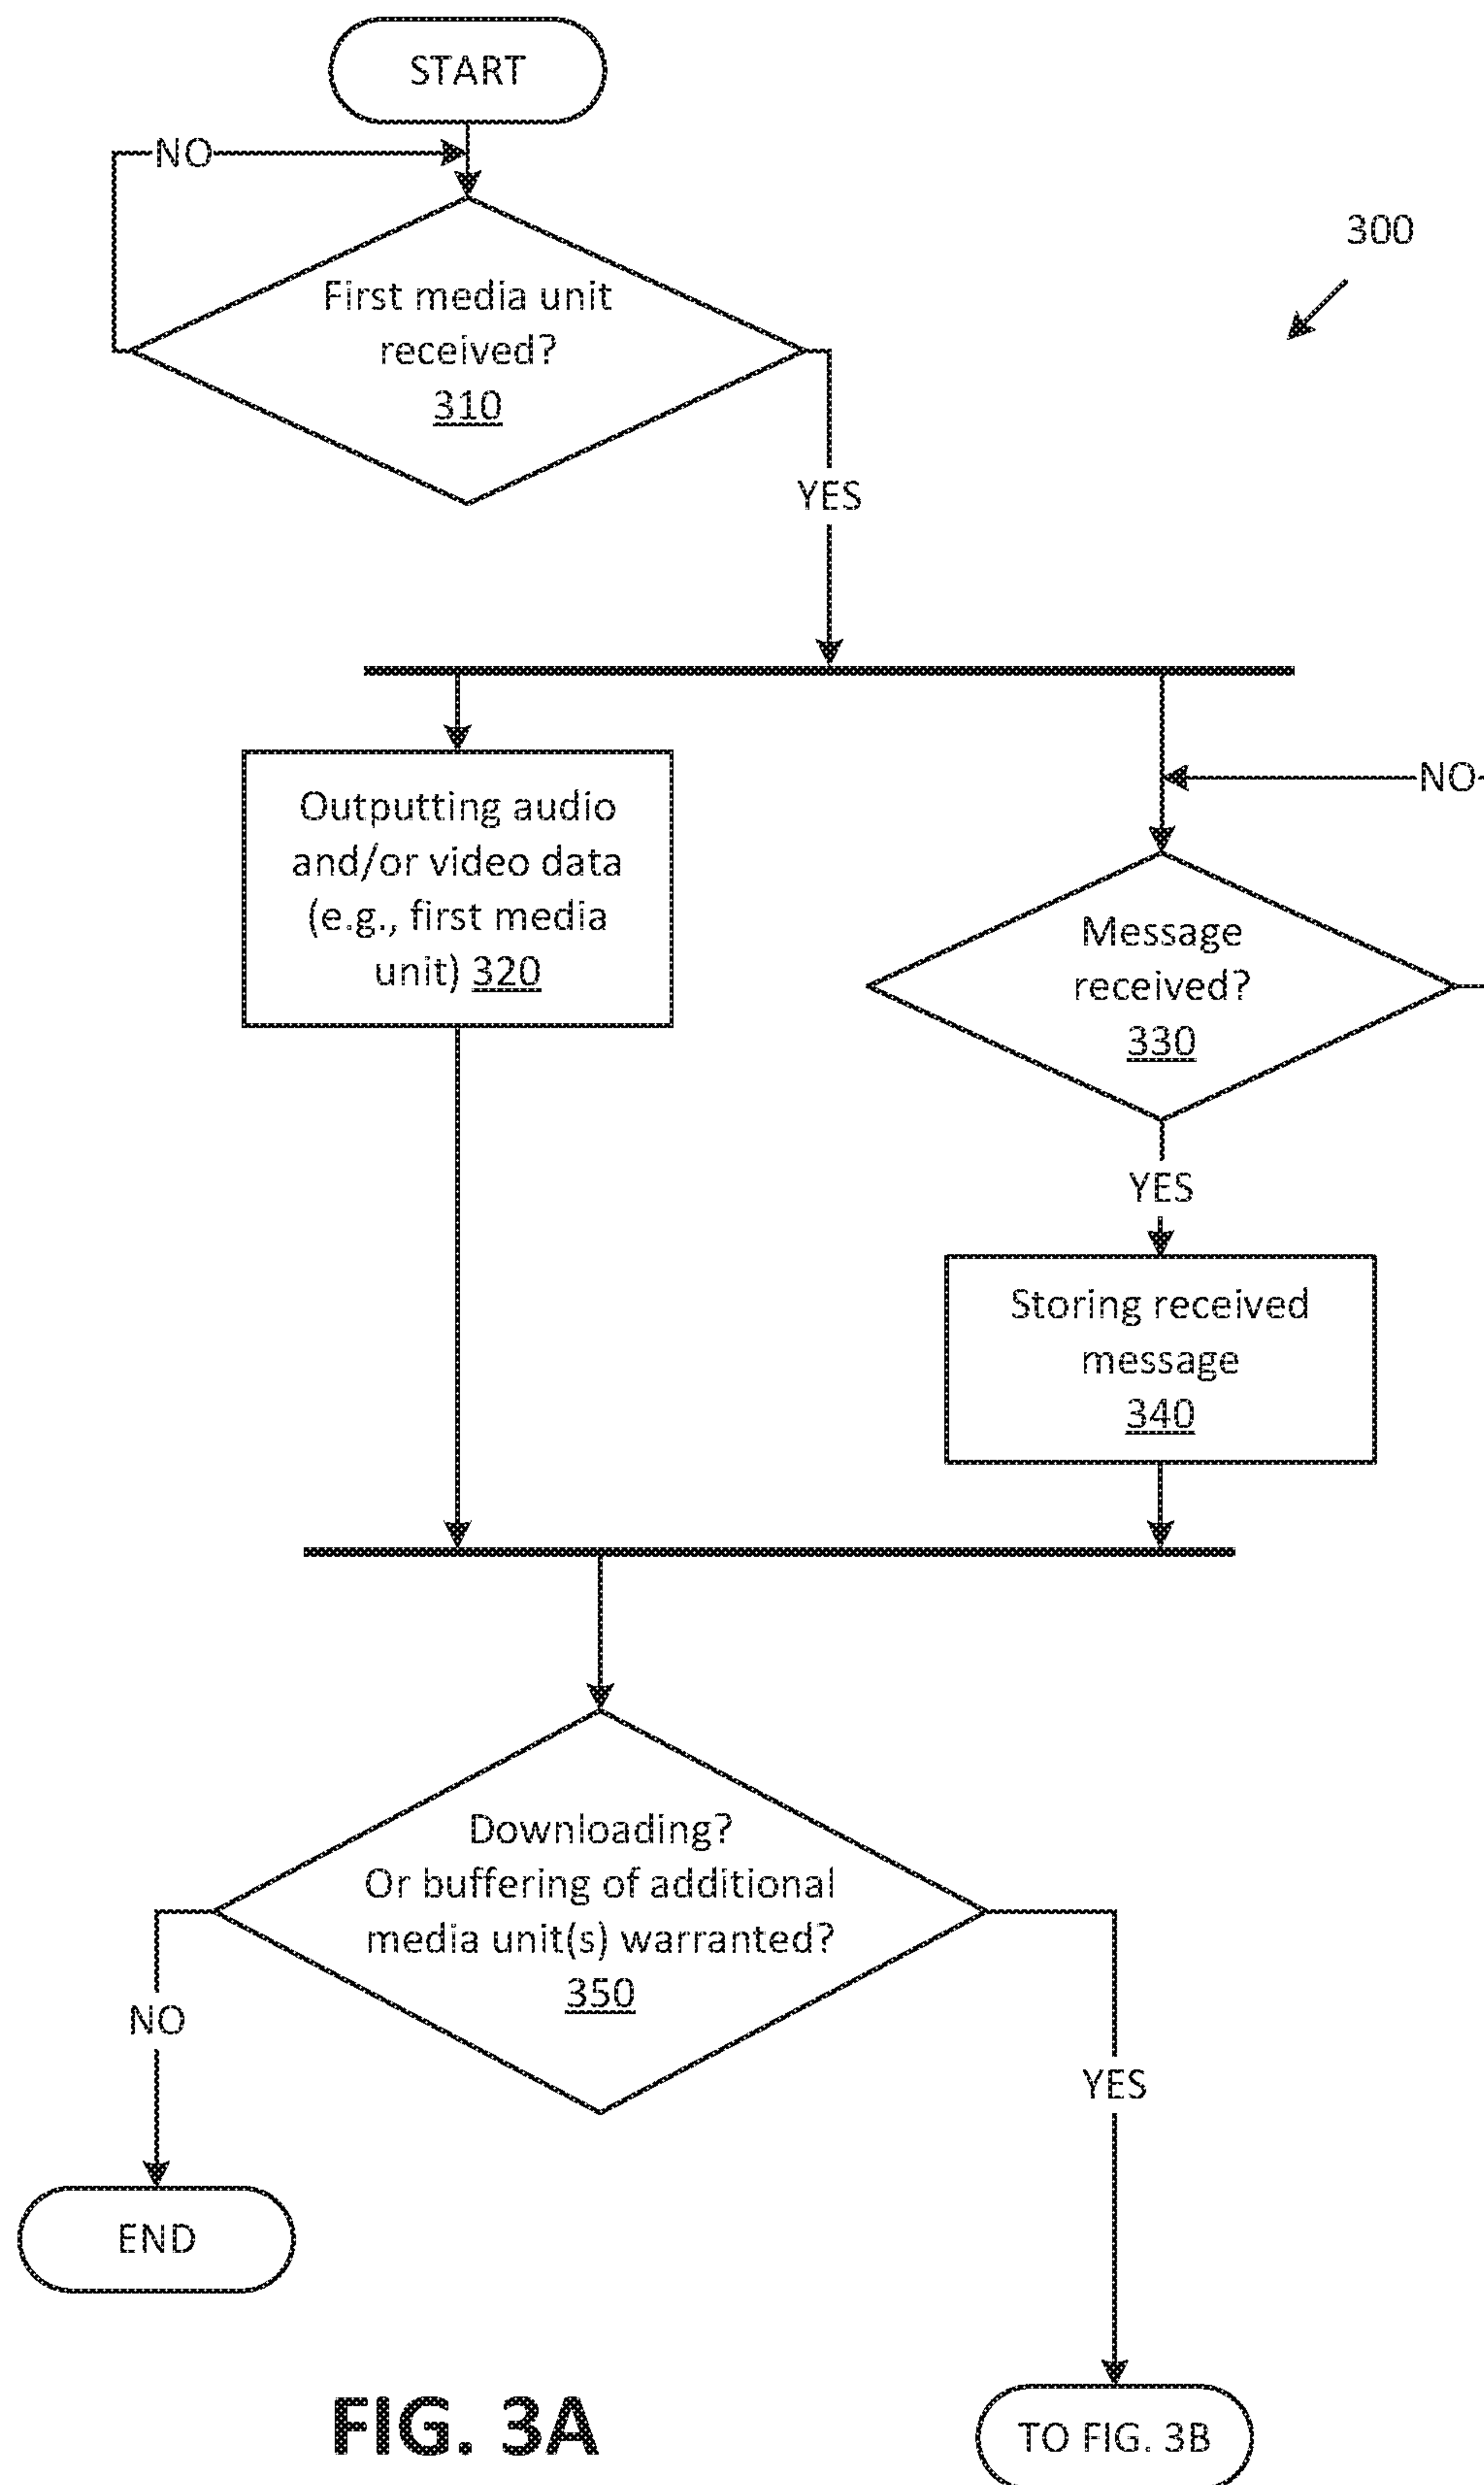 START
NO
300
First media unit
received?
310
YES
Outputting audio
and/or video data
(e.g., first media
unit) 320
NO
Message
received?
330
YES
Storing received
message
340
Downloading?
Or buffering of additional
media unit(s) warranted?
350
NO
YES
END
FIG. 3A
TO FIG. 3B